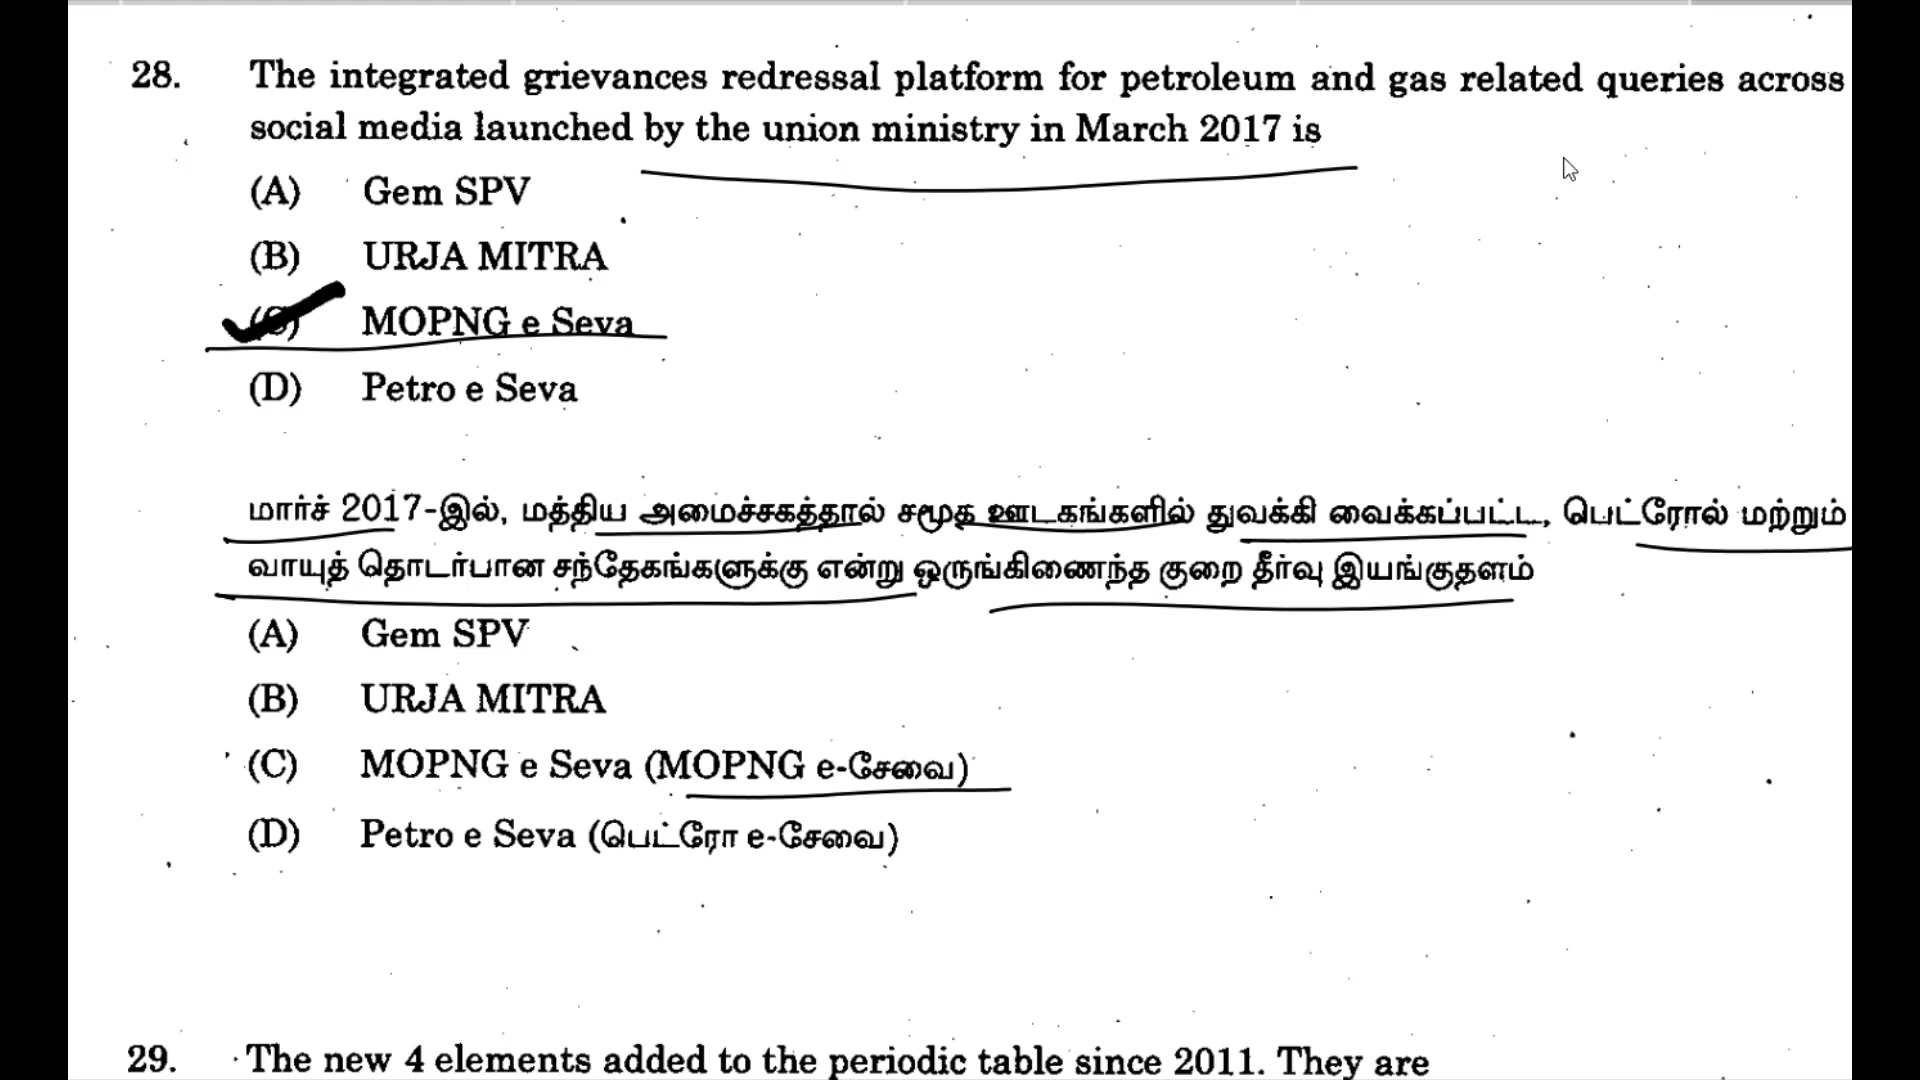 28. The integrated grievances redressal platform for petroleum and gas related queries across
social media launched by the union ministry in March 2017 is
(A) Gem SPV
(B) URJA MITRA
(C) MOPNG e Seva
(D) Petro e Seva
மார்ச் 2017-இல், மத்திய அமைச்சகத்தால் சமூத ஊடகங்களில் துவக்கி வைக்கப்பட்ட, பெட்ரோல் மற்றும்
வாயுத் தொடர்பான சந்தேகங்களுக்கு என்று ஒருங்கிணைந்த குறை தீர்வு இயங்குதளம்
(A) Gem SPV
(B) URJA MITRA
(C) MOPNG e Seva (MOPNG e-சேவை)
(D) Petro e Seva (பெட்ரோ e-சேவை)
29. The new 4 elements added to the periodic table since 2011. They are